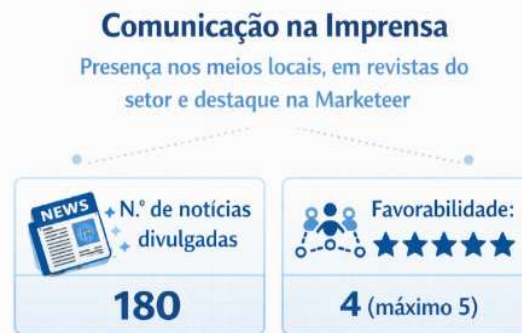 Comunicação na Imprensa
Presença nos meios locais, em revistas do
setor e destaque na Marketeer
NEWS
N.º de notícias
divulgadas
180
Favorabilidade:
4 (máximo 5)